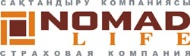 САҚТАНДЫРУ КОМПАНИЯСЫ
NOMAD
LIFE
СТРАХОВАЯ КОМПАНИЯ